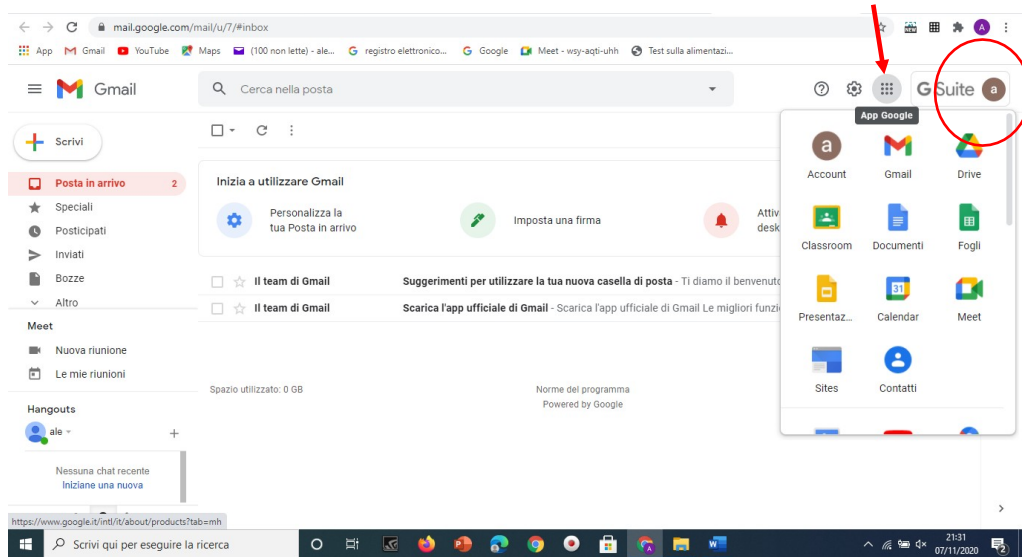 mail.google.com/mail/u/7/#inbox
A
App
Gmail
YouTube
Maps
(100 non lette) - ale...
registro elettronico...
Google
Meet - wsy-aqti-uhh
Test sulla alimentazi...
Gmail
Cerca nella posta
G Suite
a
App Google
Scrivi
Posta in arrivo 2
Speciali
Posticipati
Inviati
Bozze
Altro
Meet
Nuova riunione
Le mie riunioni
Hangouts
ale
Nessuna chat recente
Iniziane una nuova
Inizia a utilizzare Gmail
Personalizza la
tua Posta in arrivo
Imposta una firma
Attiv
desk
Il team di Gmail Suggerimenti per utilizzare la tua nuova casella di posta - Ti diamo il benvenuto
Il team di Gmail Scarica l'app ufficiale di Gmail - Scarica l'app ufficiale di Gmail Le migliori funzi
Spazio utilizzato: 0 GB
Norme del programma
Powered by Google
a
Account
Gmail
Drive
Classroom
Documenti
Fogli
Presentaz...
31
Calendar
Meet
Sites
Contatti
https://www.google.it/intl/it/about/products?tab=mh
Scrivi qui per eseguire la ricerca
21:31
07/11/2020
2